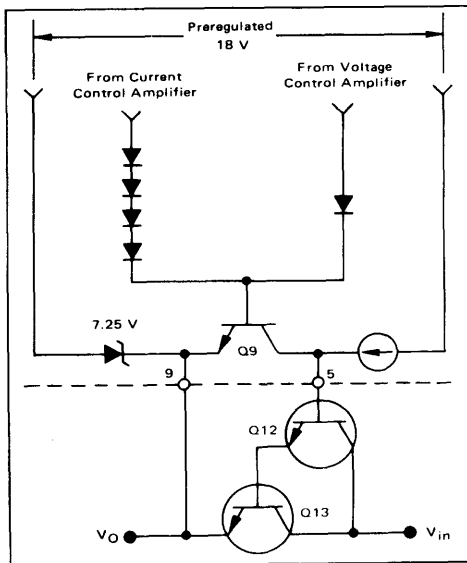 Preregulated
18 V
From Current
Control Amplifier
From Voltage
Control Amplifier
7.25 V
Q9
9
5
Q12
Q13
VO
Vin